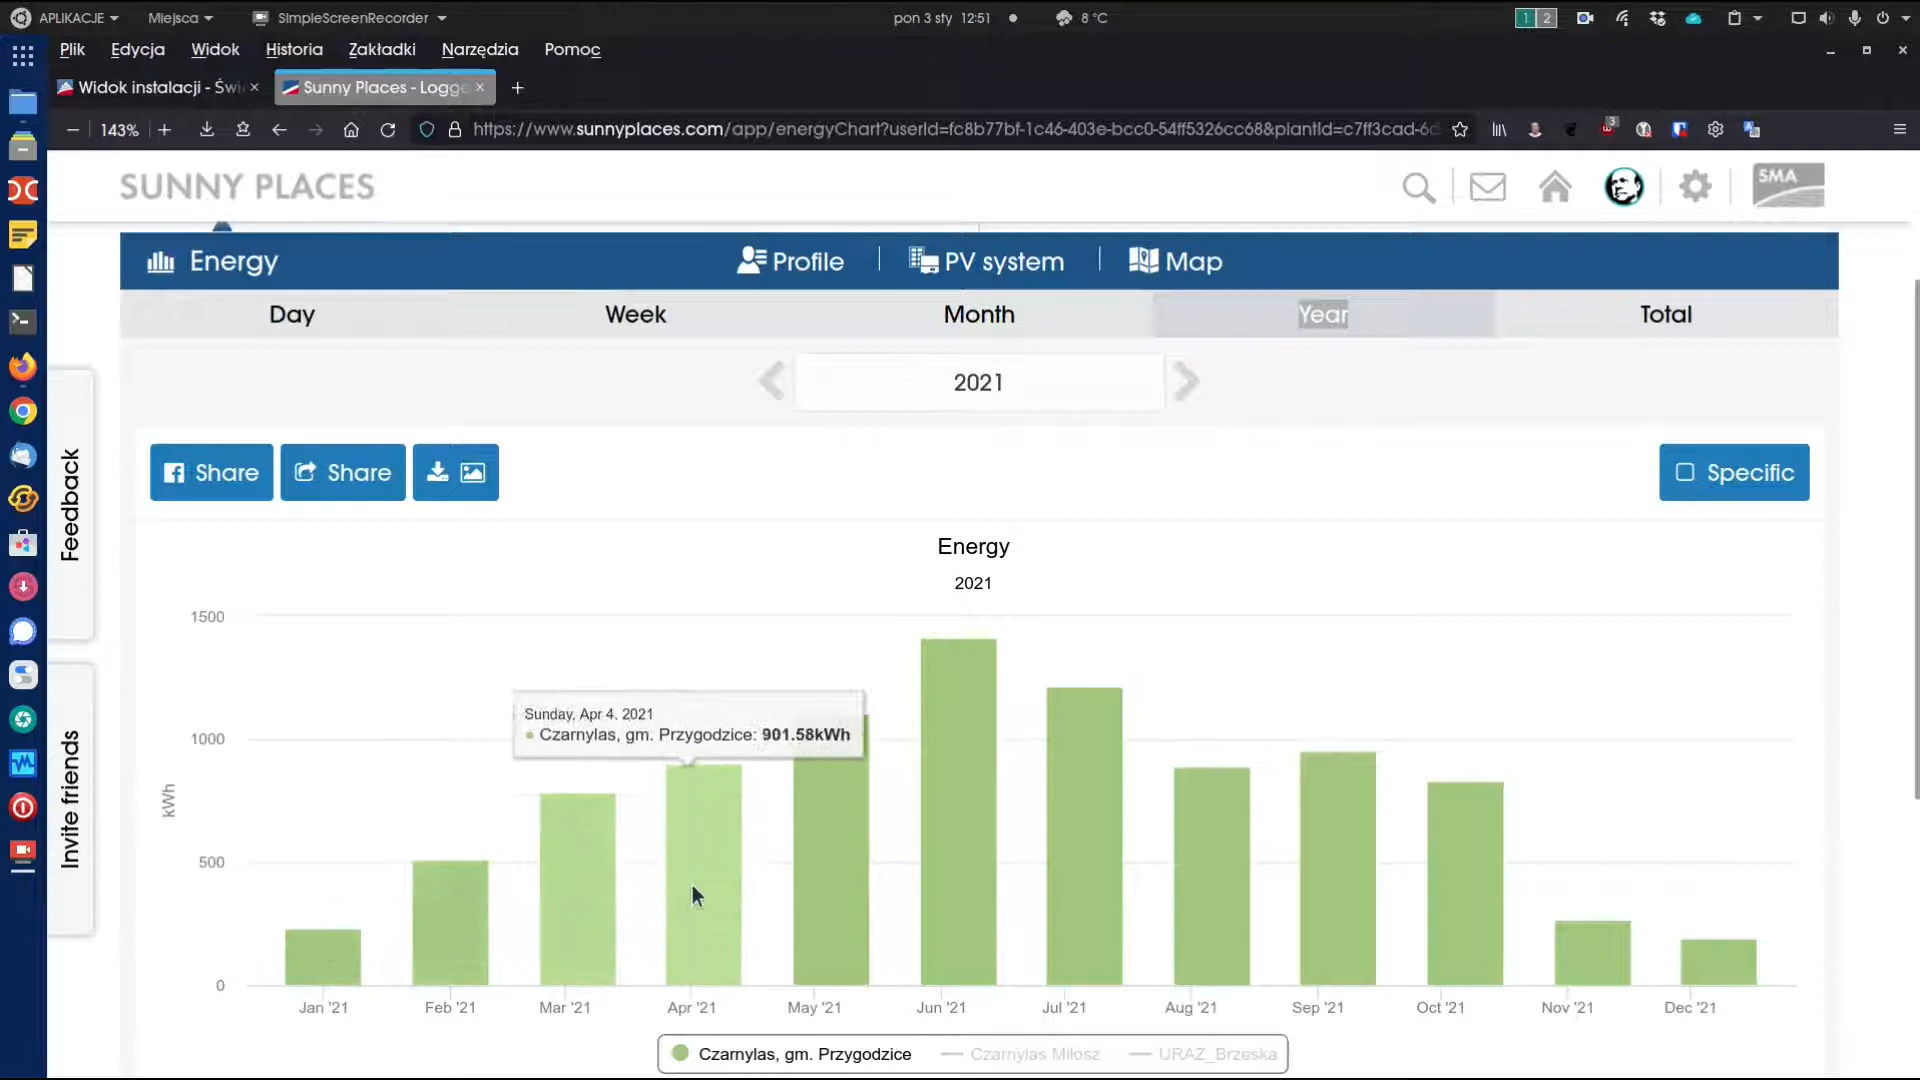 APLIKACJE Miejsca SimpleScreenRecorder pon 3 sty 12:51 8 °C 1 2
Plik Edycja Widok Historia Zakładki Narzędzia Pomoc
Widok instalacji - Świ × Sunny Places - Logge × +
143% https://www.sunnyplaces.com/app/energyChart?userId=fc8b77bf-1c46-403e-bcc0-54ff5326cc68&plantId=c7ff3cad-6c 3
SUNNY PLACES SMA
Energy Profile PV system Map
Day Week Month Year Total
2021
Share Share Specific
Feedback
Invite friends
Energy
2021
1500
1000
500
0
kWh
Sunday, Apr 4, 2021
Czarnylas, gm. Przygodzice: 901.58kWh
Jan '21 Feb '21 Mar '21 Apr '21 May '21 Jun '21 Jul '21 Aug '21 Sep '21 Oct '21 Nov '21 Dec '21
Czarnylas, gm. Przygodzice Czarnylas Miłosz URAZ_Brzeska